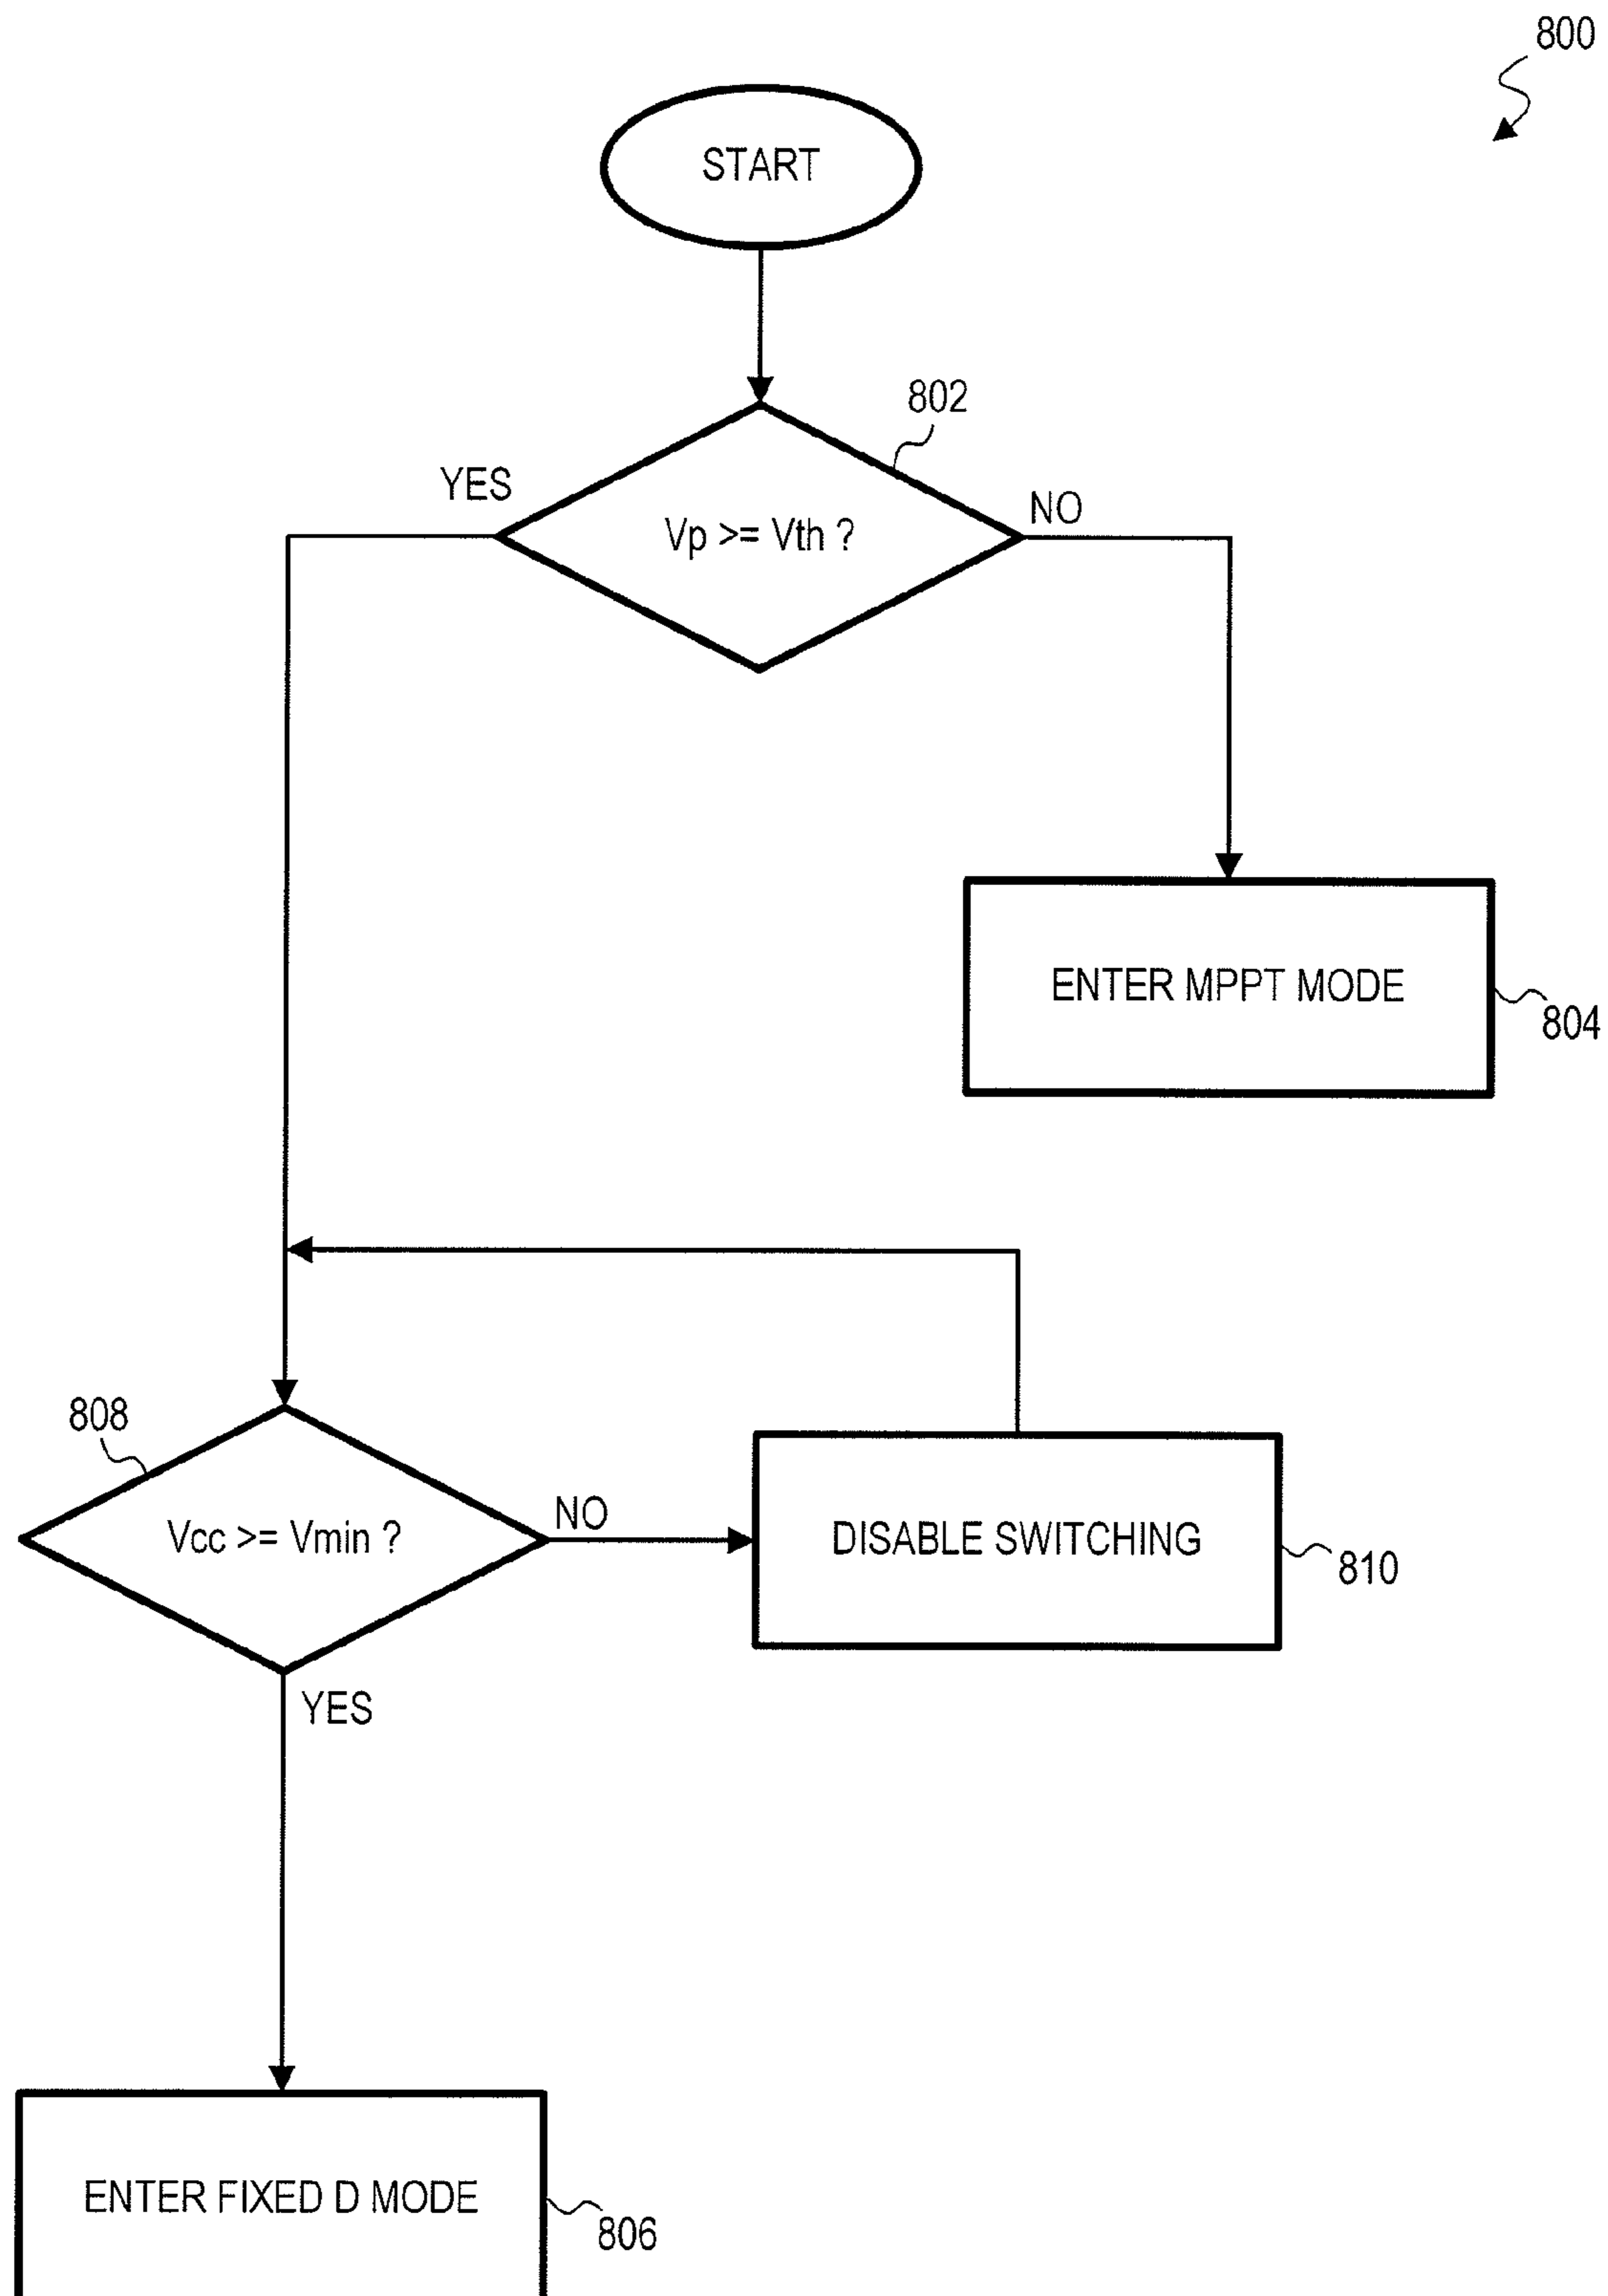 800
START
802
YES
NO
Vp >= Vth ?
ENTER MPPT MODE
804
808
Vcc >= Vmin ?
NO
DISABLE SWITCHING
810
YES
ENTER FIXED D MODE
806